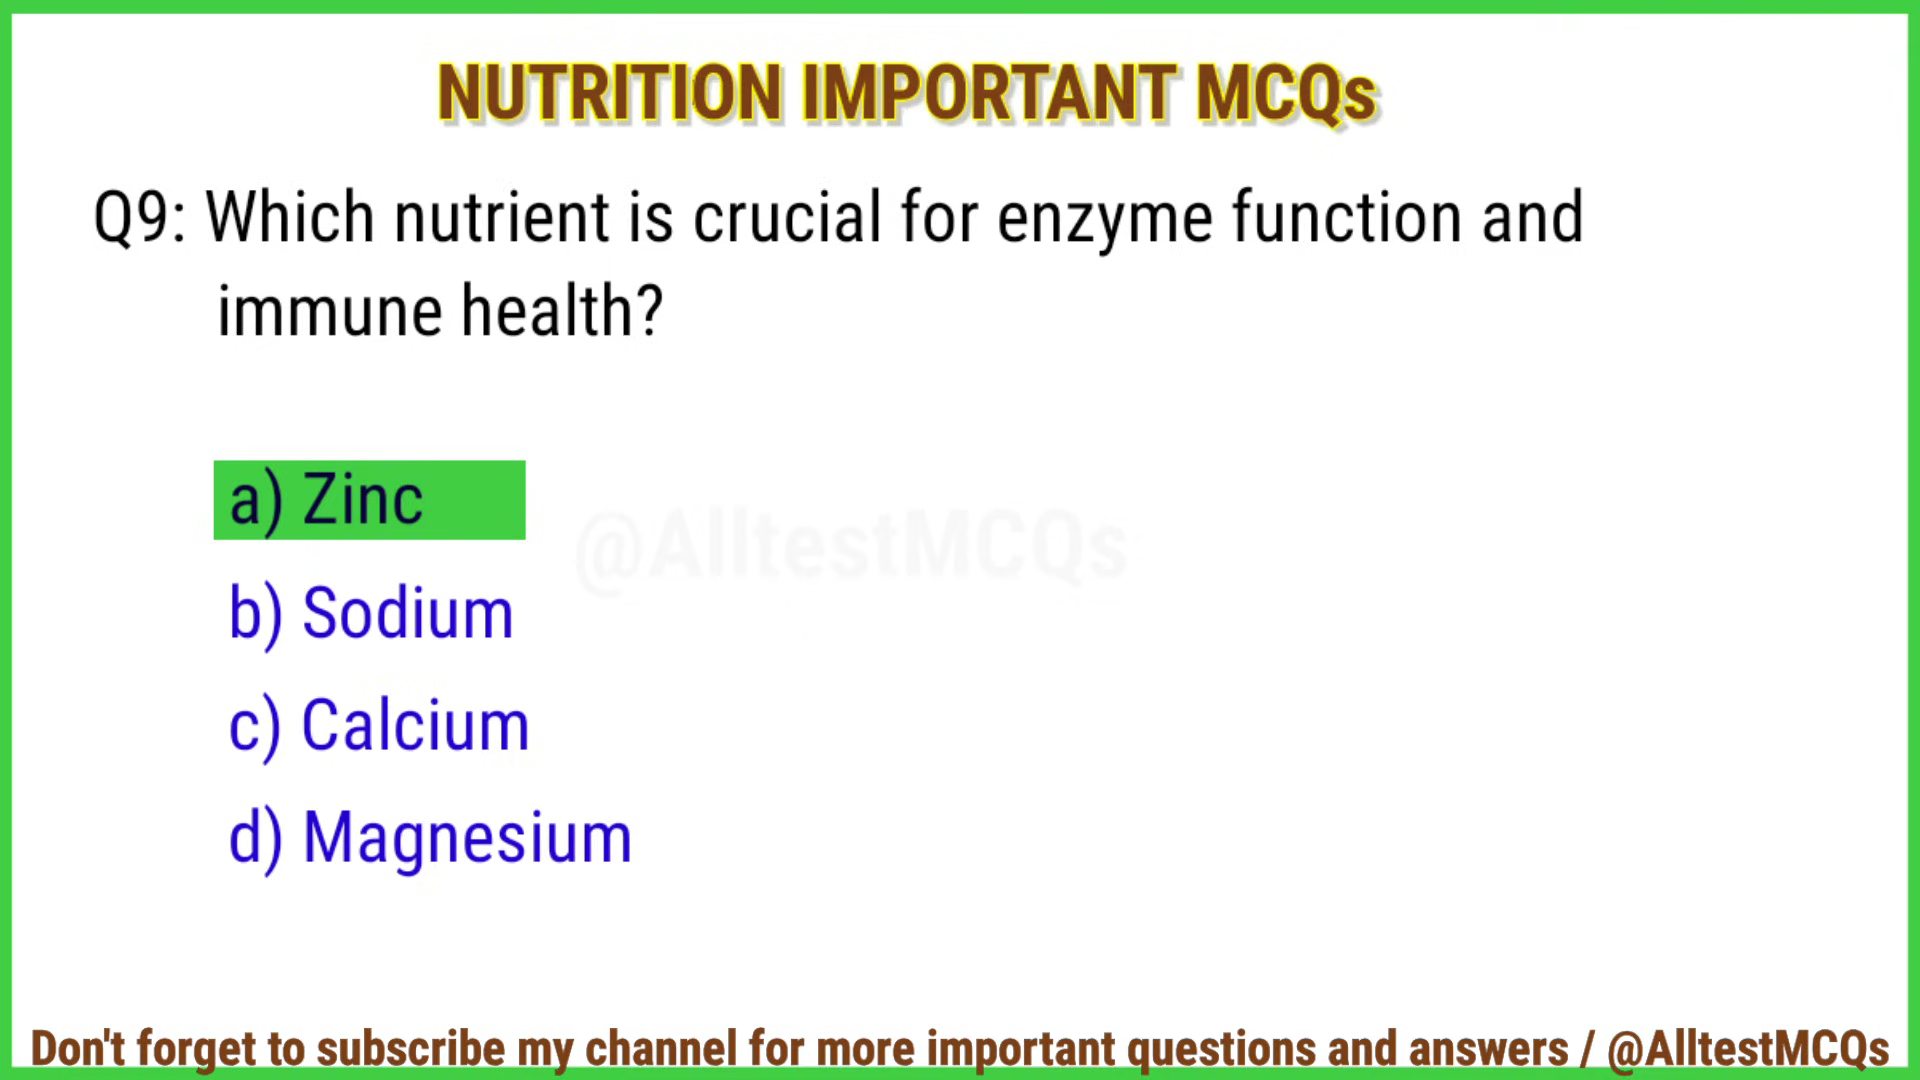 NUTRITION IMPORTANT MCQs
Q9: Which nutrient is crucial for enzyme function and
immune health?
a) Zinc
@AlltestMCQs
b) Sodium
c) Calcium
d) Magnesium
Don't forget to subscribe my channel for more important questions and answers / @AlltestMCQs